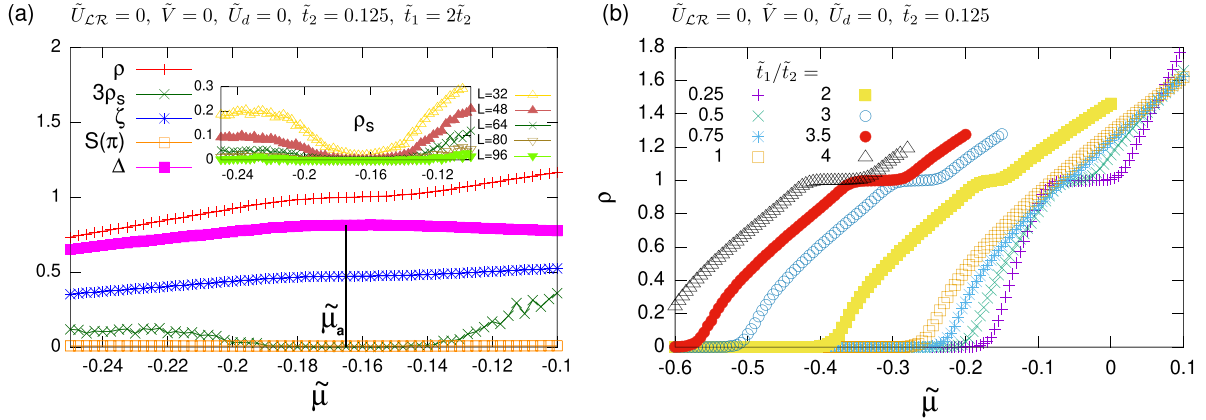 (a) Ũ_ℒℛ = 0, Ṽ = 0, Ũ_d = 0, t̃₂ = 0.125, t̃₁ = 2t̃₂
2
1.5
1
0.5
0
ρ
3ρ_S
ζ
S(π)
Δ
0.3
0.2
0.1
0
ρ_S
-0.24 -0.20 -0.16 -0.12
L=32
L=48
L=64
L=80
L=96
μ̃_a
-0.24 -0.22 -0.2 -0.18 -0.16 -0.14 -0.12 -0.1
μ̃
(b) Ũ_ℒℛ = 0, Ṽ = 0, Ũ_d = 0, t̃₂ = 0.125
1.8
1.6
1.4
1.2
1
0.8
0.6
0.4
0.2
0
ρ
t̃₁/t̃₂ =
0.25 2
0.5 3
0.75 3.5
1 4
-0.6 -0.5 -0.4 -0.3 -0.2 -0.1 0 0.1
μ̃